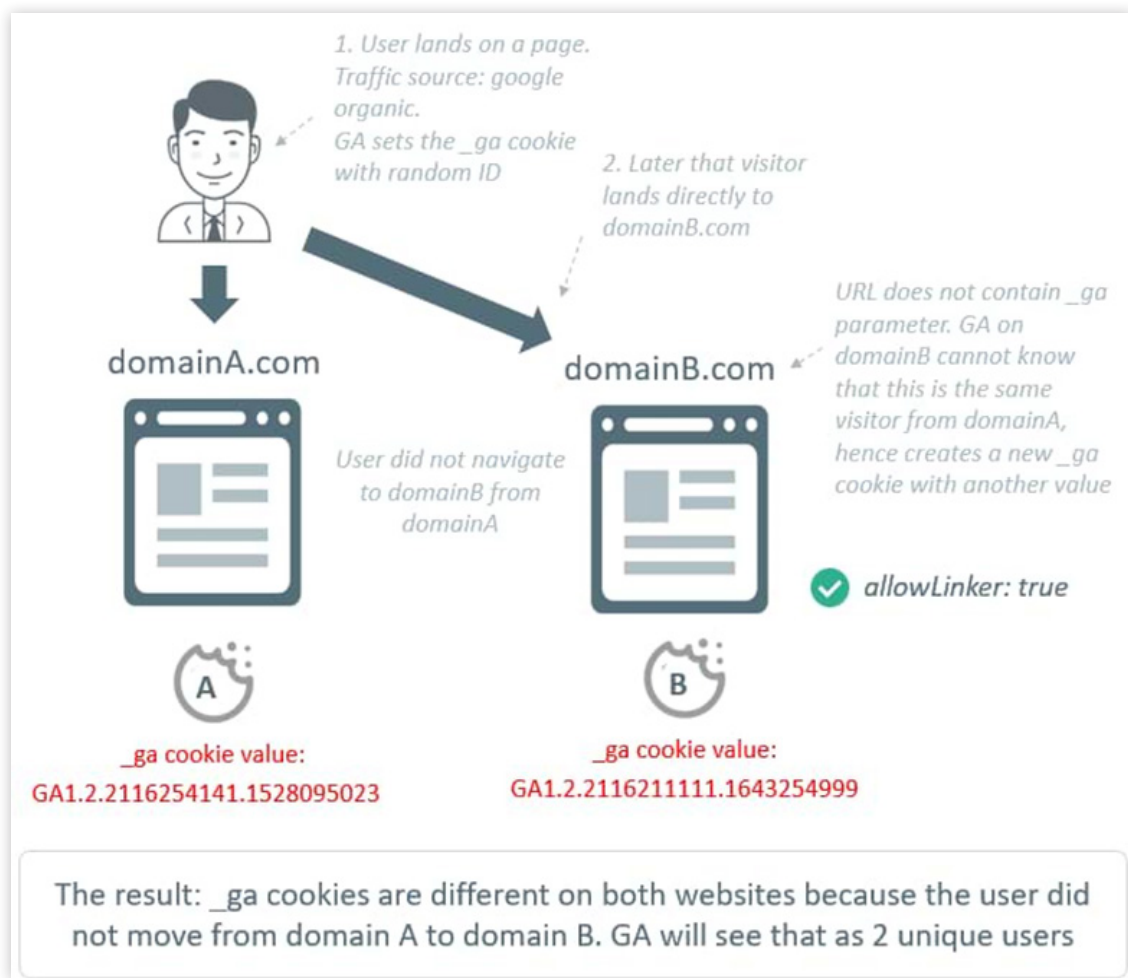 1. User lands on a page.
Traffic source: google
organic.
GA sets the _ga cookie
with random ID
2. Later that visitor
lands directly to
domainB.com
domainA.com
domainB.com
URL does not contain _ga
parameter. GA on
domainB cannot know
that this is the same
visitor from domainA,
hence creates a new _ga
cookie with another value
User did not navigate
to domainB from
domainA
allowLinker: true
A
B
_ga cookie value:
GA1.2.2116254141.1528095023
_ga cookie value:
GA1.2.2116211111.1643254999
The result: _ga cookies are different on both websites because the user did
not move from domain A to domain B. GA will see that as 2 unique users